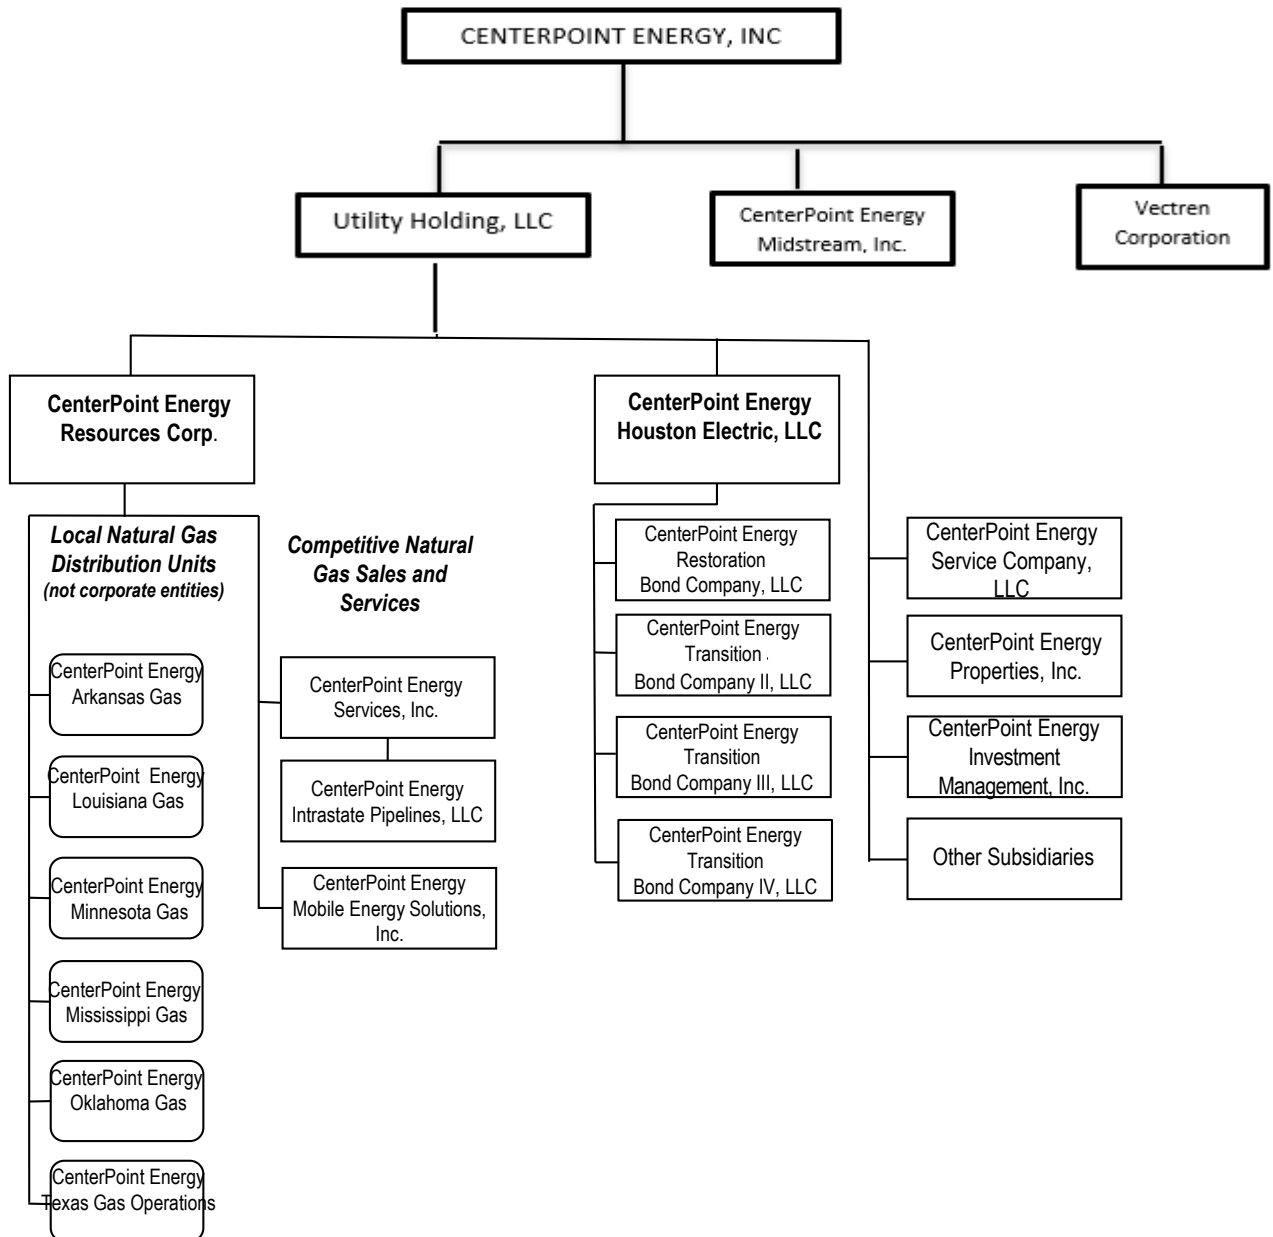 CENTERPOINT ENERGY, INC
Utility Holding, LLC
CenterPoint Energy
Midstream, Inc.
Vectren
Corporation
CenterPoint Energy
Resources Corp.
CenterPoint Energy
Houston Electric, LLC
Local Natural Gas
Distribution Units
(not corporate entities)
Competitive Natural
Gas Sales and
Services
CenterPoint Energy
Arkansas Gas
CenterPoint Energy
Louisiana Gas
CenterPoint Energy
Minnesota Gas
CenterPoint Energy
Mississippi Gas
CenterPoint Energy
Oklahoma Gas
CenterPoint Energy
Texas Gas Operations
CenterPoint Energy
Services, Inc.
CenterPoint Energy
Intrastate Pipelines, LLC
CenterPoint Energy
Mobile Energy Solutions,
Inc.
CenterPoint Energy
Restoration
Bond Company, LLC
CenterPoint Energy
Transition
Bond Company II, LLC
CenterPoint Energy
Transition
Bond Company III, LLC
CenterPoint Energy
Transition
Bond Company IV, LLC
CenterPoint Energy
Service Company,
LLC
CenterPoint Energy
Properties, Inc.
CenterPoint Energy
Investment
Management, Inc.
Other Subsidiaries